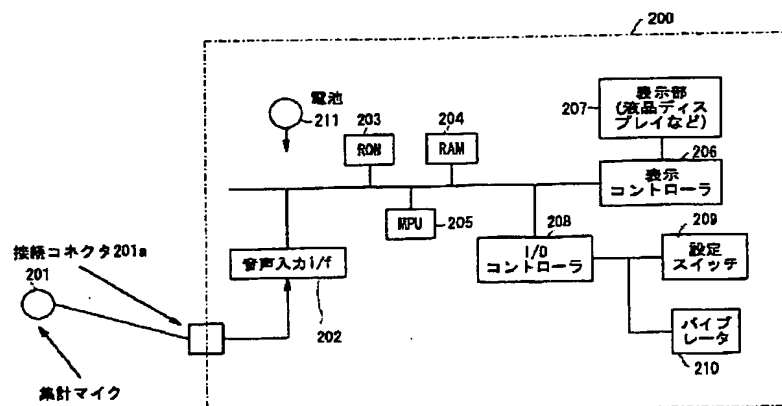 200
電池
211
203
ROM
204
RAM
207
表示部
(液晶ディス
プレイなど)
206
表示
コントローラ
MPU
205
208
I/O
コントローラ
209
設定
スイッチ
接続コネクタ201a
201
音声入力i/f
202
バイブ
レータ
210
集計マイク